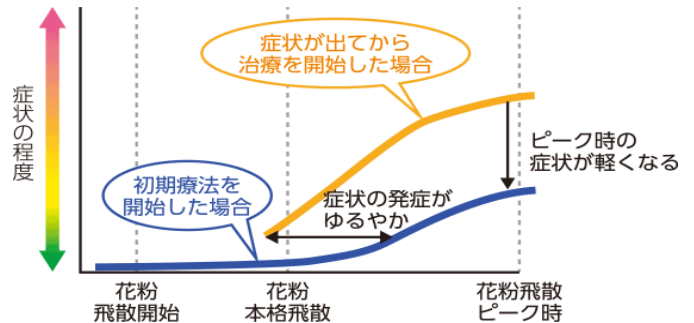 症状の程度
症状が出てから
治療を開始した場合
初期療法を
開始した場合
症状の発症が
ゆるやか
ピーク時の
症状が軽くなる
花粉
飛散開始
花粉
本格飛散
花粉飛散
ピーク時